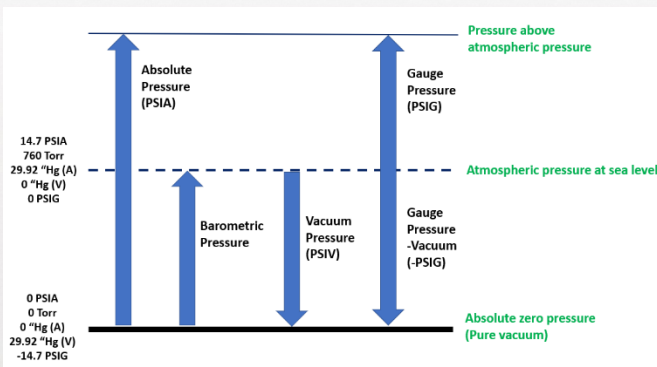 Pressure above
atmospheric pressure
Absolute
Pressure
(PSIA)
Gauge
Pressure
(PSIG)
14.7 PSIA
760 Torr
29.92 “Hg (A)
0 “Hg (V)
0 PSIG
Atmospheric pressure at sea level
Barometric
Pressure
Vacuum
Pressure
(PSIV)
Gauge
Pressure
-Vacuum
(-PSIG)
0 PSIA
0 Torr
0 “Hg (A)
29.92 “Hg (V)
-14.7 PSIG
Absolute zero pressure
(Pure vacuum)